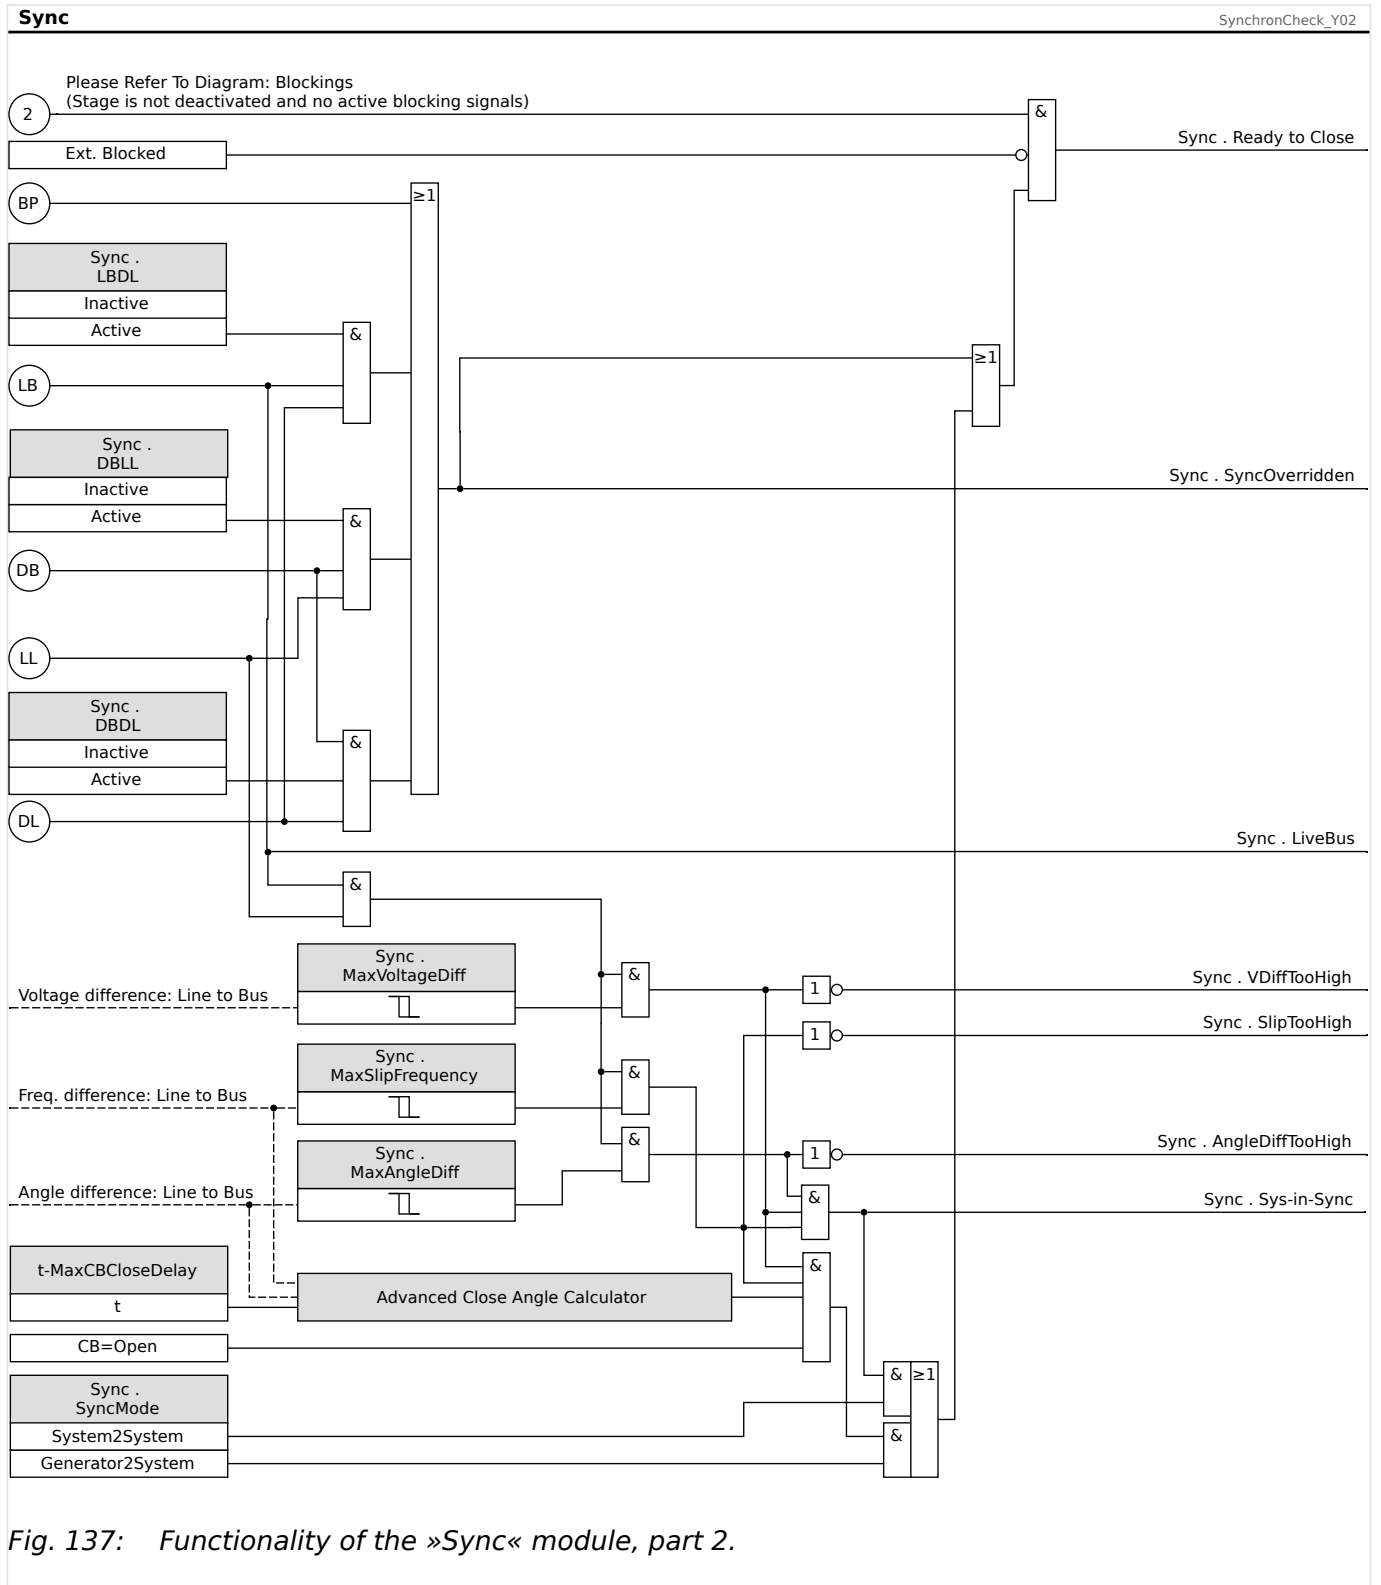 Sync
SynchronCheck_Y02
Please Refer To Diagram: Blockings
(Stage is not deactivated and no active blocking signals)
2
&
Sync . Ready to Close
Ext. Blocked
BP
≥1
Sync .
LBDL
Inactive
Active
&
≥1
LB
Sync .
DBLL
Inactive
Active
&
Sync . SyncOverridden
DB
LL
Sync .
DBDL
Inactive
Active
&
DL
Sync . LiveBus
&
Sync .
MaxVoltageDiff
Voltage difference: Line to Bus
&
1
Sync . VDiffTooHigh
1
Sync . SlipTooHigh
Sync .
MaxSlipFrequency
Freq. difference: Line to Bus
&
Sync .
MaxAngleDiff
Angle difference: Line to Bus
&
1
Sync . AngleDiffTooHigh
&
Sync . Sys-in-Sync
t-MaxCBCloseDelay
t
Advanced Close Angle Calculator
&
CB=Open
Sync .
SyncMode
System2System
Generator2System
&
≥1
&
Fig. 137: Functionality of the »Sync« module, part 2.